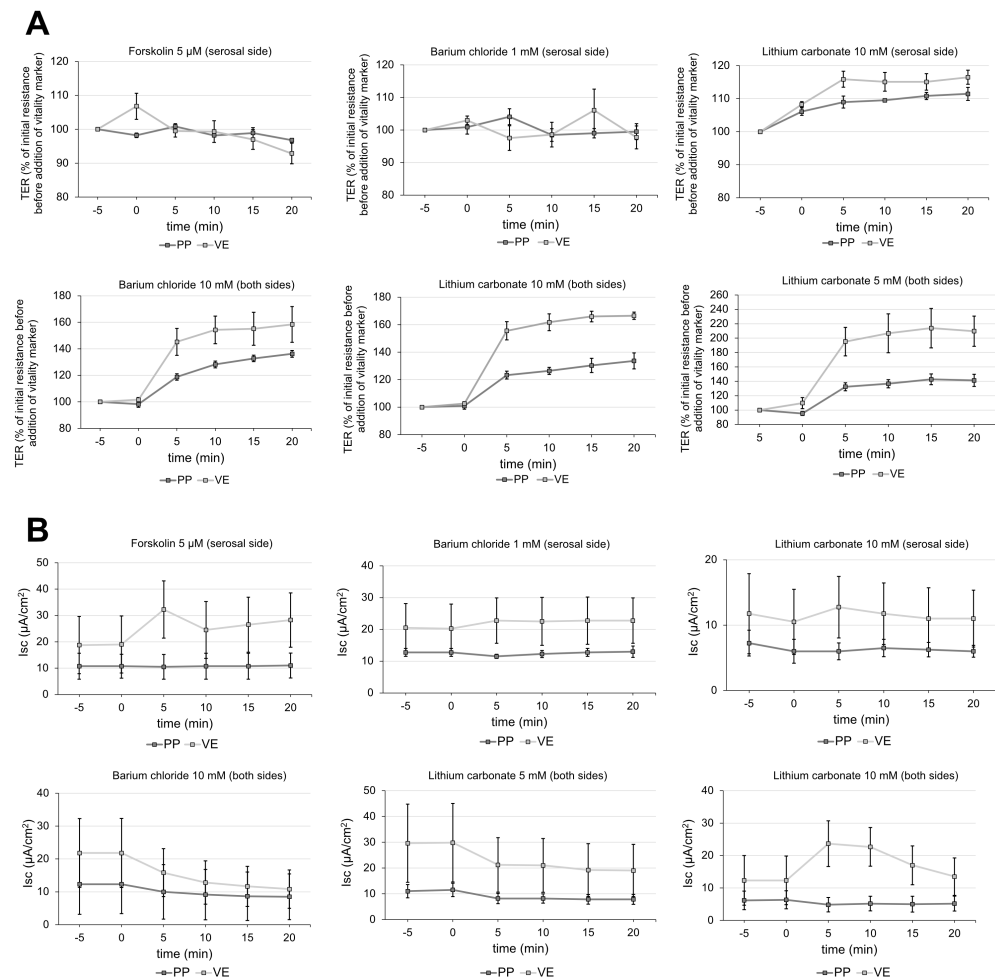 A
Forskolin 5 µM (serosal side)
TER (% of initial resistance
before addition of vitality marker)
120
110
100
90
80
-5 0 5 10 15 20
time (min)
PP VE
Barium chloride 1 mM (serosal side)
TER (% of initial resistance
before addition of vitality marker)
120
110
100
90
80
-5 0 5 10 15 20
time (min)
PP VE
Lithium carbonate 10 mM (serosal side)
TER (% of initial resistance
before addition of vitality marker)
120
110
100
90
80
-5 0 5 10 15 20
time (min)
PP VE
Barium chloride 10 mM (both sides)
TER (% of initial resistance before
addition of vitality marker)
180
160
140
120
100
80
-5 0 5 10 15 20
time (min)
PP VE
Lithium carbonate 10 mM (both sides)
TER (% of initial resistance before
addition of vitality marker)
180
160
140
120
100
80
-5 0 5 10 15 20
time (min)
PP VE
Lithium carbonate 5 mM (both sides)
TER (% of initial resistance before
addition of vitality marker)
260
240
220
200
180
160
140
120
100
80
5 0 5 10 15 20
time (min)
PP VE
B
Forskolin 5 µM (serosal side)
Isc (µA/cm²)
50
40
30
20
10
0
-5 0 5 10 15 20
time (min)
PP VE
Barium chloride 1 mM (serosal side)
Isc (µA/cm²)
40
30
20
10
0
-5 0 5 10 15 20
time (min)
PP VE
Lithium carbonate 10 mM (serosal side)
Isc (µA/cm²)
20
10
0
-5 0 5 10 15 20
time (min)
PP VE
Barium chloride 10 mM (both sides)
Isc (µA/cm²)
40
30
20
10
0
-5 0 5 10 15 20
time (min)
PP VE
Lithium carbonate 5 mM (both sides)
Isc (µA/cm²)
50
40
30
20
10
0
-5 0 5 10 15 20
time (min)
PP VE
Lithium carbonate 10 mM (both sides)
Isc (µA/cm²)
40
30
20
10
0
-5 0 5 10 15 20
time (min)
PP VE